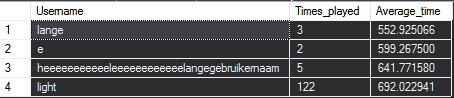 Username Times_played Average_time
1 lange 3 552.925066
2 e 2 599.267500
3 heeeeeeeeeeeleeeeeeeeeeeelangegebruikernaam 5 641.771580
4 light 122 692.022941